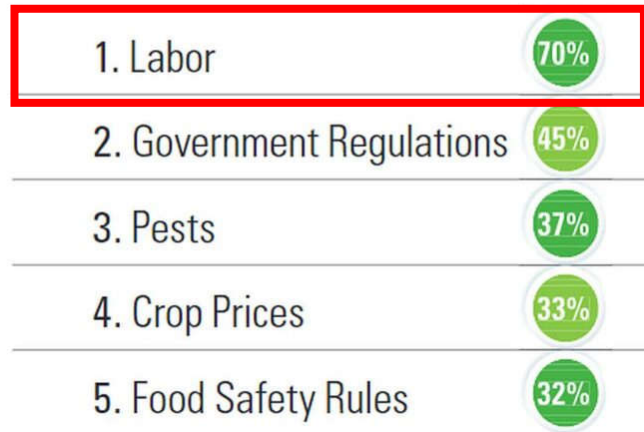 1. Labor 70%
2. Government Regulations 45%
3. Pests 37%
4. Crop Prices 33%
5. Food Safety Rules 32%